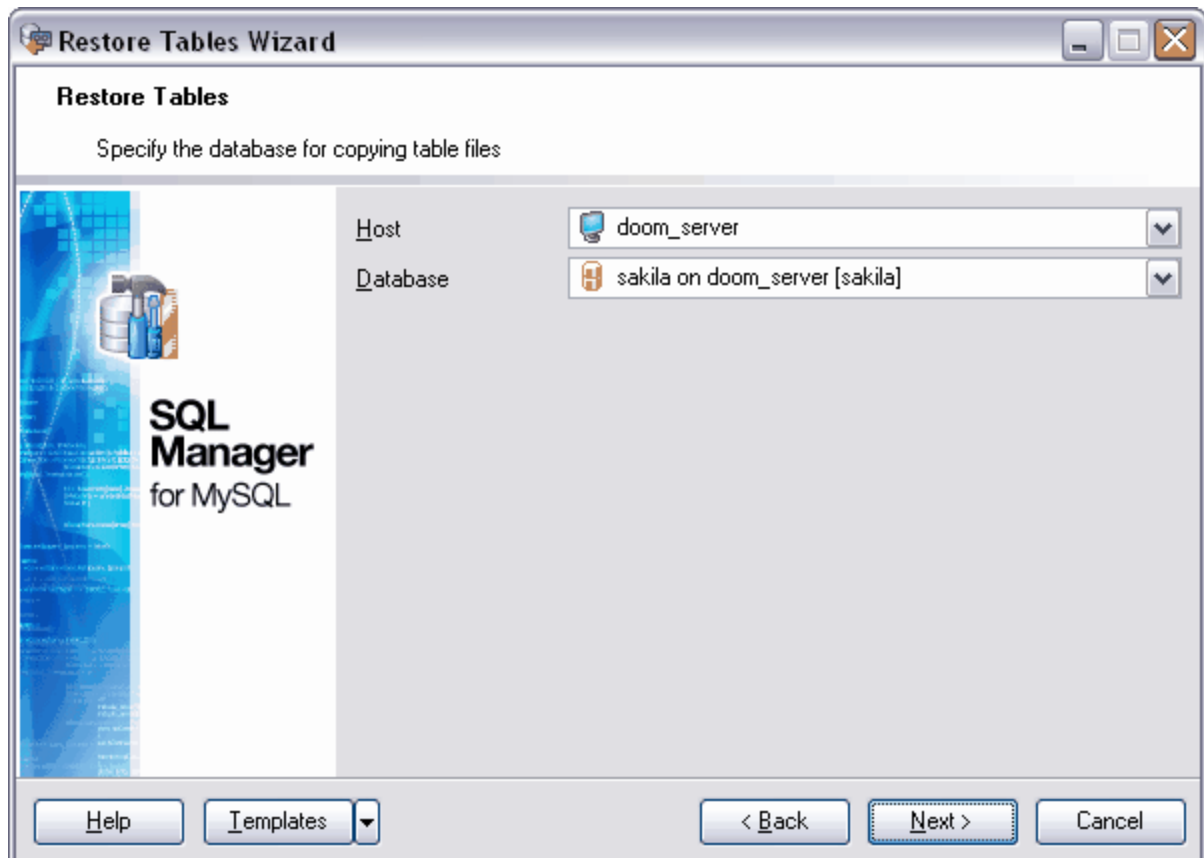 Restore Tables Wizard
Restore Tables
Specify the database for copying table files
Host
doom_server
Database
sakila on doom_server [sakila]
SQL
Manager
for MySQL
Help
Templates
< Back
Next >
Cancel